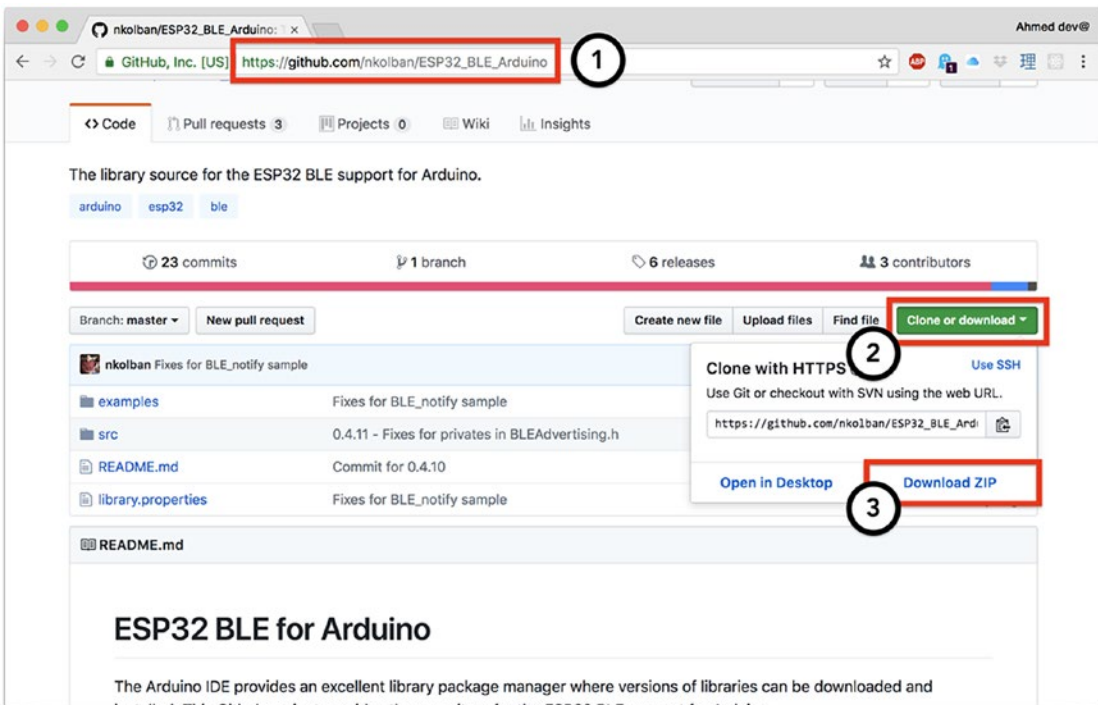 nkolban/ESP32_BLE_Arduino:
Ahmed dev@
GitHub, Inc. [US]
https://github.com/nkolban/ESP32_BLE_Arduino
1
ABP
1
理
<> Code
Pull requests 3
Projects 0
Wiki
Insights
The library source for the ESP32 BLE support for Arduino.
arduino
esp32
ble
23 commits
1 branch
6 releases
3 contributors
Branch: master
New pull request
Create new file
Upload files
Find file
Clone or download
2
nkolban Fixes for BLE_notify sample
Clone with HTTPS
Use SSH
Use Git or checkout with SVN using the web URL.
examples
Fixes for BLE_notify sample
https://github.com/nkolban/ESP32_BLE_Ard
src
0.4.11 - Fixes for privates in BLEAdvertising.h
README.md
Commit for 0.4.10
Open in Desktop
Download ZIP
library.properties
Fixes for BLE_notify sample
3
README.md
ESP32 BLE for Arduino
The Arduino IDE provides an excellent library package manager where versions of libraries can be downloaded and